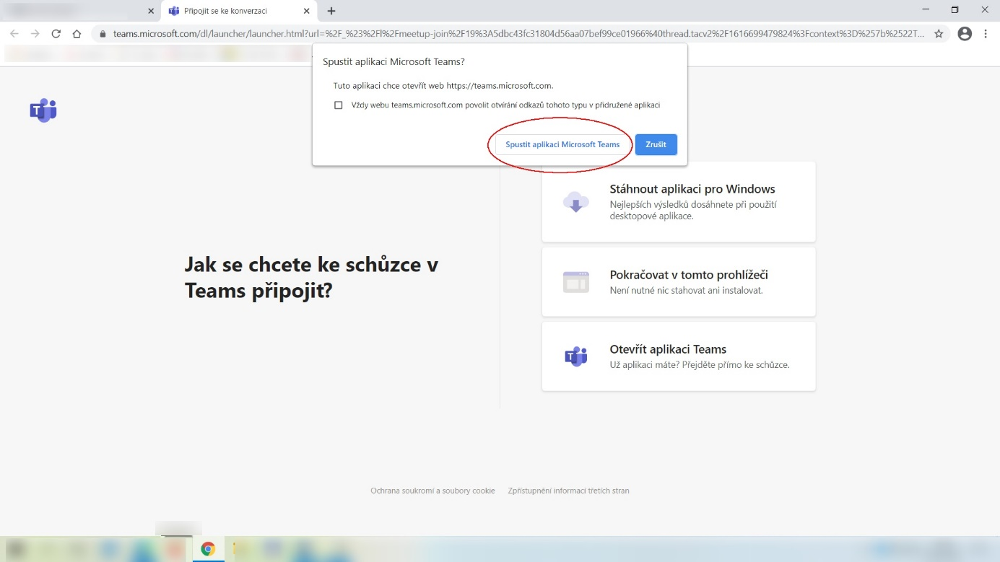 Připojit se ke konverzaci
teams.microsoft.com/dl/launcher/launcher.html?url=%2F_%23%2Fl%2Fmeetup-join%2F19%3A5dbc43fc31804d56aa07bef99ce01966%40thread.tacv2%2F1616699479824%3Fcontext%3D%257b%2522T...
Spustit aplikaci Microsoft Teams?
Tuto aplikaci chce otevřít web https://teams.microsoft.com.
Vždy webu teams.microsoft.com povolit otvírání odkazů tohoto typu v přidružené aplikaci
Spustit aplikaci Microsoft Teams
Zrušit
T
Stáhnout aplikaci pro Windows
Nejlepších výsledků dosáhnete při použití
desktopové aplikace.
Jak se chcete ke schůzce v
Teams připojit?
Pokračovat v tomto prohlížeči
Není nutné nic stahovat ani instalovat.
T
Otevřít aplikaci Teams
Už aplikaci máte? Přejděte přímo ke schůzce.
Ochrana soukromí a soubory cookie
Zpřístupnění informací třetích stran